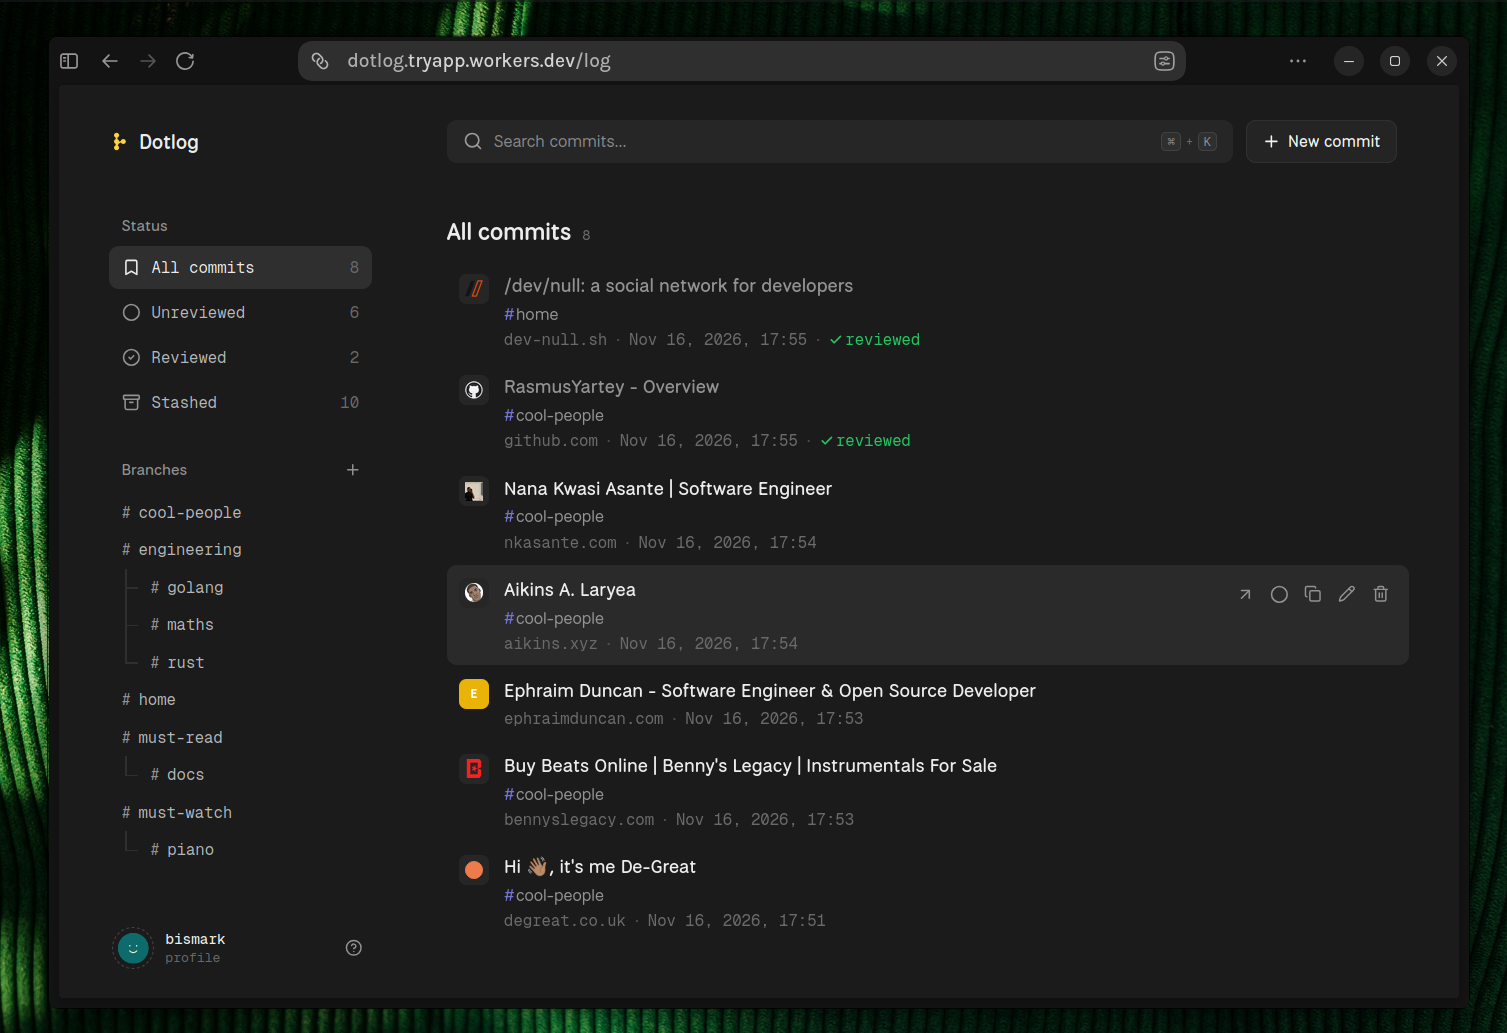 dotlog.tryapp.workers.dev/log
Dotlog
Search commits...
⌘ + K
New commit
Status
All commits 8
Unreviewed 6
Reviewed 2
Stashed 10
Branches
# cool-people
# engineering
# golang
# maths
# rust
# home
# must-read
# docs
# must-watch
# piano
bismark
profile
All commits 8
/dev/null: a social network for developers
#home
dev-null.sh · Nov 16, 2026, 17:55 · ✓ reviewed
RasmusYartey - Overview
#cool-people
github.com · Nov 16, 2026, 17:55 · ✓ reviewed
Nana Kwasi Asante | Software Engineer
#cool-people
nkasante.com · Nov 16, 2026, 17:54
Aikins A. Laryea
#cool-people
aikins.xyz · Nov 16, 2026, 17:54
E
Ephraim Duncan - Software Engineer & Open Source Developer
ephraimduncan.com · Nov 16, 2026, 17:53
Buy Beats Online | Benny's Legacy | Instrumentals For Sale
#cool-people
bennyslegacy.com · Nov 16, 2026, 17:53
Hi 👋🏽, it's me De-Great
#cool-people
degreat.co.uk · Nov 16, 2026, 17:51